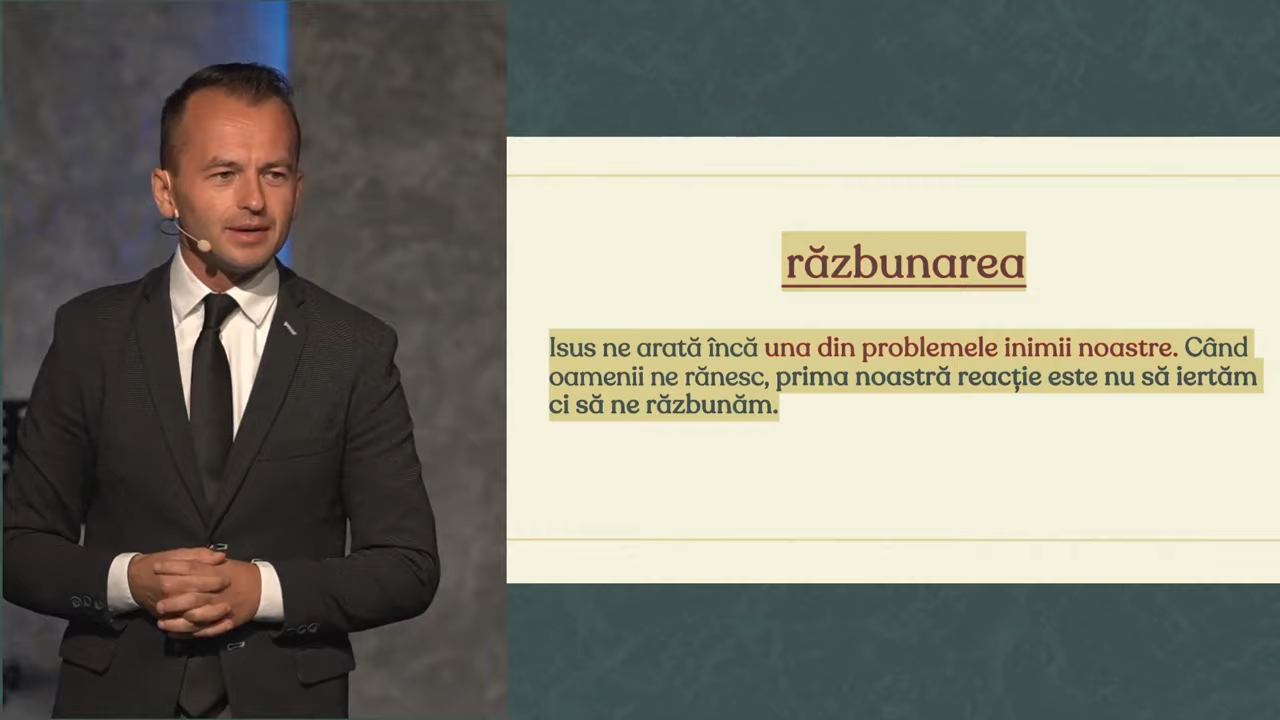 răzbunarea
Isus ne arată încă una din problemele inimii noastre. Când
oamenii ne rănesc, prima noastră reacție este nu să iertăm
ci să ne răzbunăm.